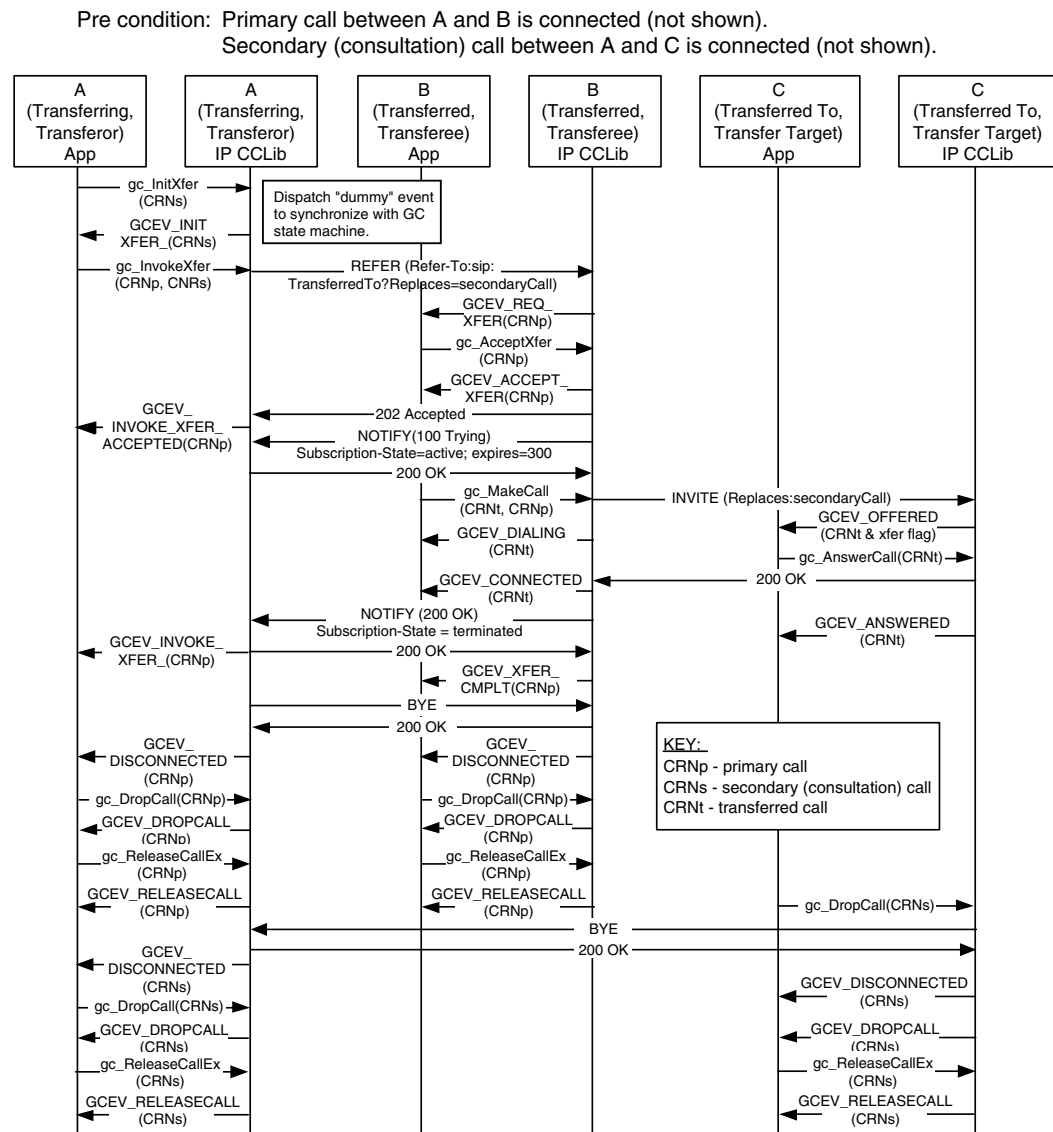 Pre condition: Primary call between A and B is connected (not shown).
Secondary (consultation) call between A and C is connected (not shown).
A
(Transferring,
Transferor)
App
A
(Transferring,
Transferor)
IP CCLib
B
(Transferred,
Transferee)
App
B
(Transferred,
Transferee)
IP CCLib
C
(Transferred To,
Transfer Target)
App
C
(Transferred To,
Transfer Target)
IP CCLib
gc_InitXfer
(CRNs)
Dispatch "dummy" event
to synchronize with GC
state machine.
GCEV_INIT
XFER_(CRNs)
gc_InvokeXfer
(CRNp, CNRs)
REFER (Refer-To:sip:
TransferredTo?Replaces=secondaryCall)
GCEV_REQ_
XFER(CRNp)
gc_AcceptXfer
(CRNp)
GCEV_ACCEPT_
XFER(CRNp)
202 Accepted
GCEV_
INVOKE_XFER_
ACCEPTED(CRNp)
NOTIFY(100 Trying)
Subscription-State=active; expires=300
200 OK
gc_MakeCall
(CRNt, CRNp)
INVITE (Replaces:secondaryCall)
GCEV_OFFERED
(CRNt & xfer flag)
GCEV_DIALING
(CRNt)
gc_AnswerCall(CRNt)
200 OK
GCEV_CONNECTED
(CRNt)
NOTIFY (200 OK)
Subscription-State = terminated
GCEV_ANSWERED
(CRNt)
GCEV_INVOKE_
XFER_(CRNp)
200 OK
GCEV_XFER_
CMPLT(CRNp)
BYE
200 OK
GCEV_
DISCONNECTED
(CRNp)
GCEV_
DISCONNECTED
(CRNp)
KEY:
CRNp - primary call
CRNs - secondary (consultation) call
CRNt - transferred call
gc_DropCall(CRNp)
gc_DropCall(CRNp)
GCEV_DROPCALL
(CRNp)
GCEV_DROPCALL
(CRNp)
gc_ReleaseCallEx
(CRNp)
gc_ReleaseCallEx
(CRNp)
GCEV_RELEASECALL
(CRNp)
GCEV_RELEASECALL
(CRNp)
gc_DropCall(CRNs)
BYE
200 OK
GCEV_
DISCONNECTED
(CRNs)
GCEV_DISCONNECTED
(CRNs)
gc_DropCall(CRNs)
GCEV_DROPCALL
(CRNs)
GCEV_DROPCALL
(CRNs)
gc_ReleaseCallEx
(CRNs)
gc_ReleaseCallEx
(CRNs)
GCEV_RELEASECALL
(CRNs)
GCEV_RELEASECALL
(CRNs)